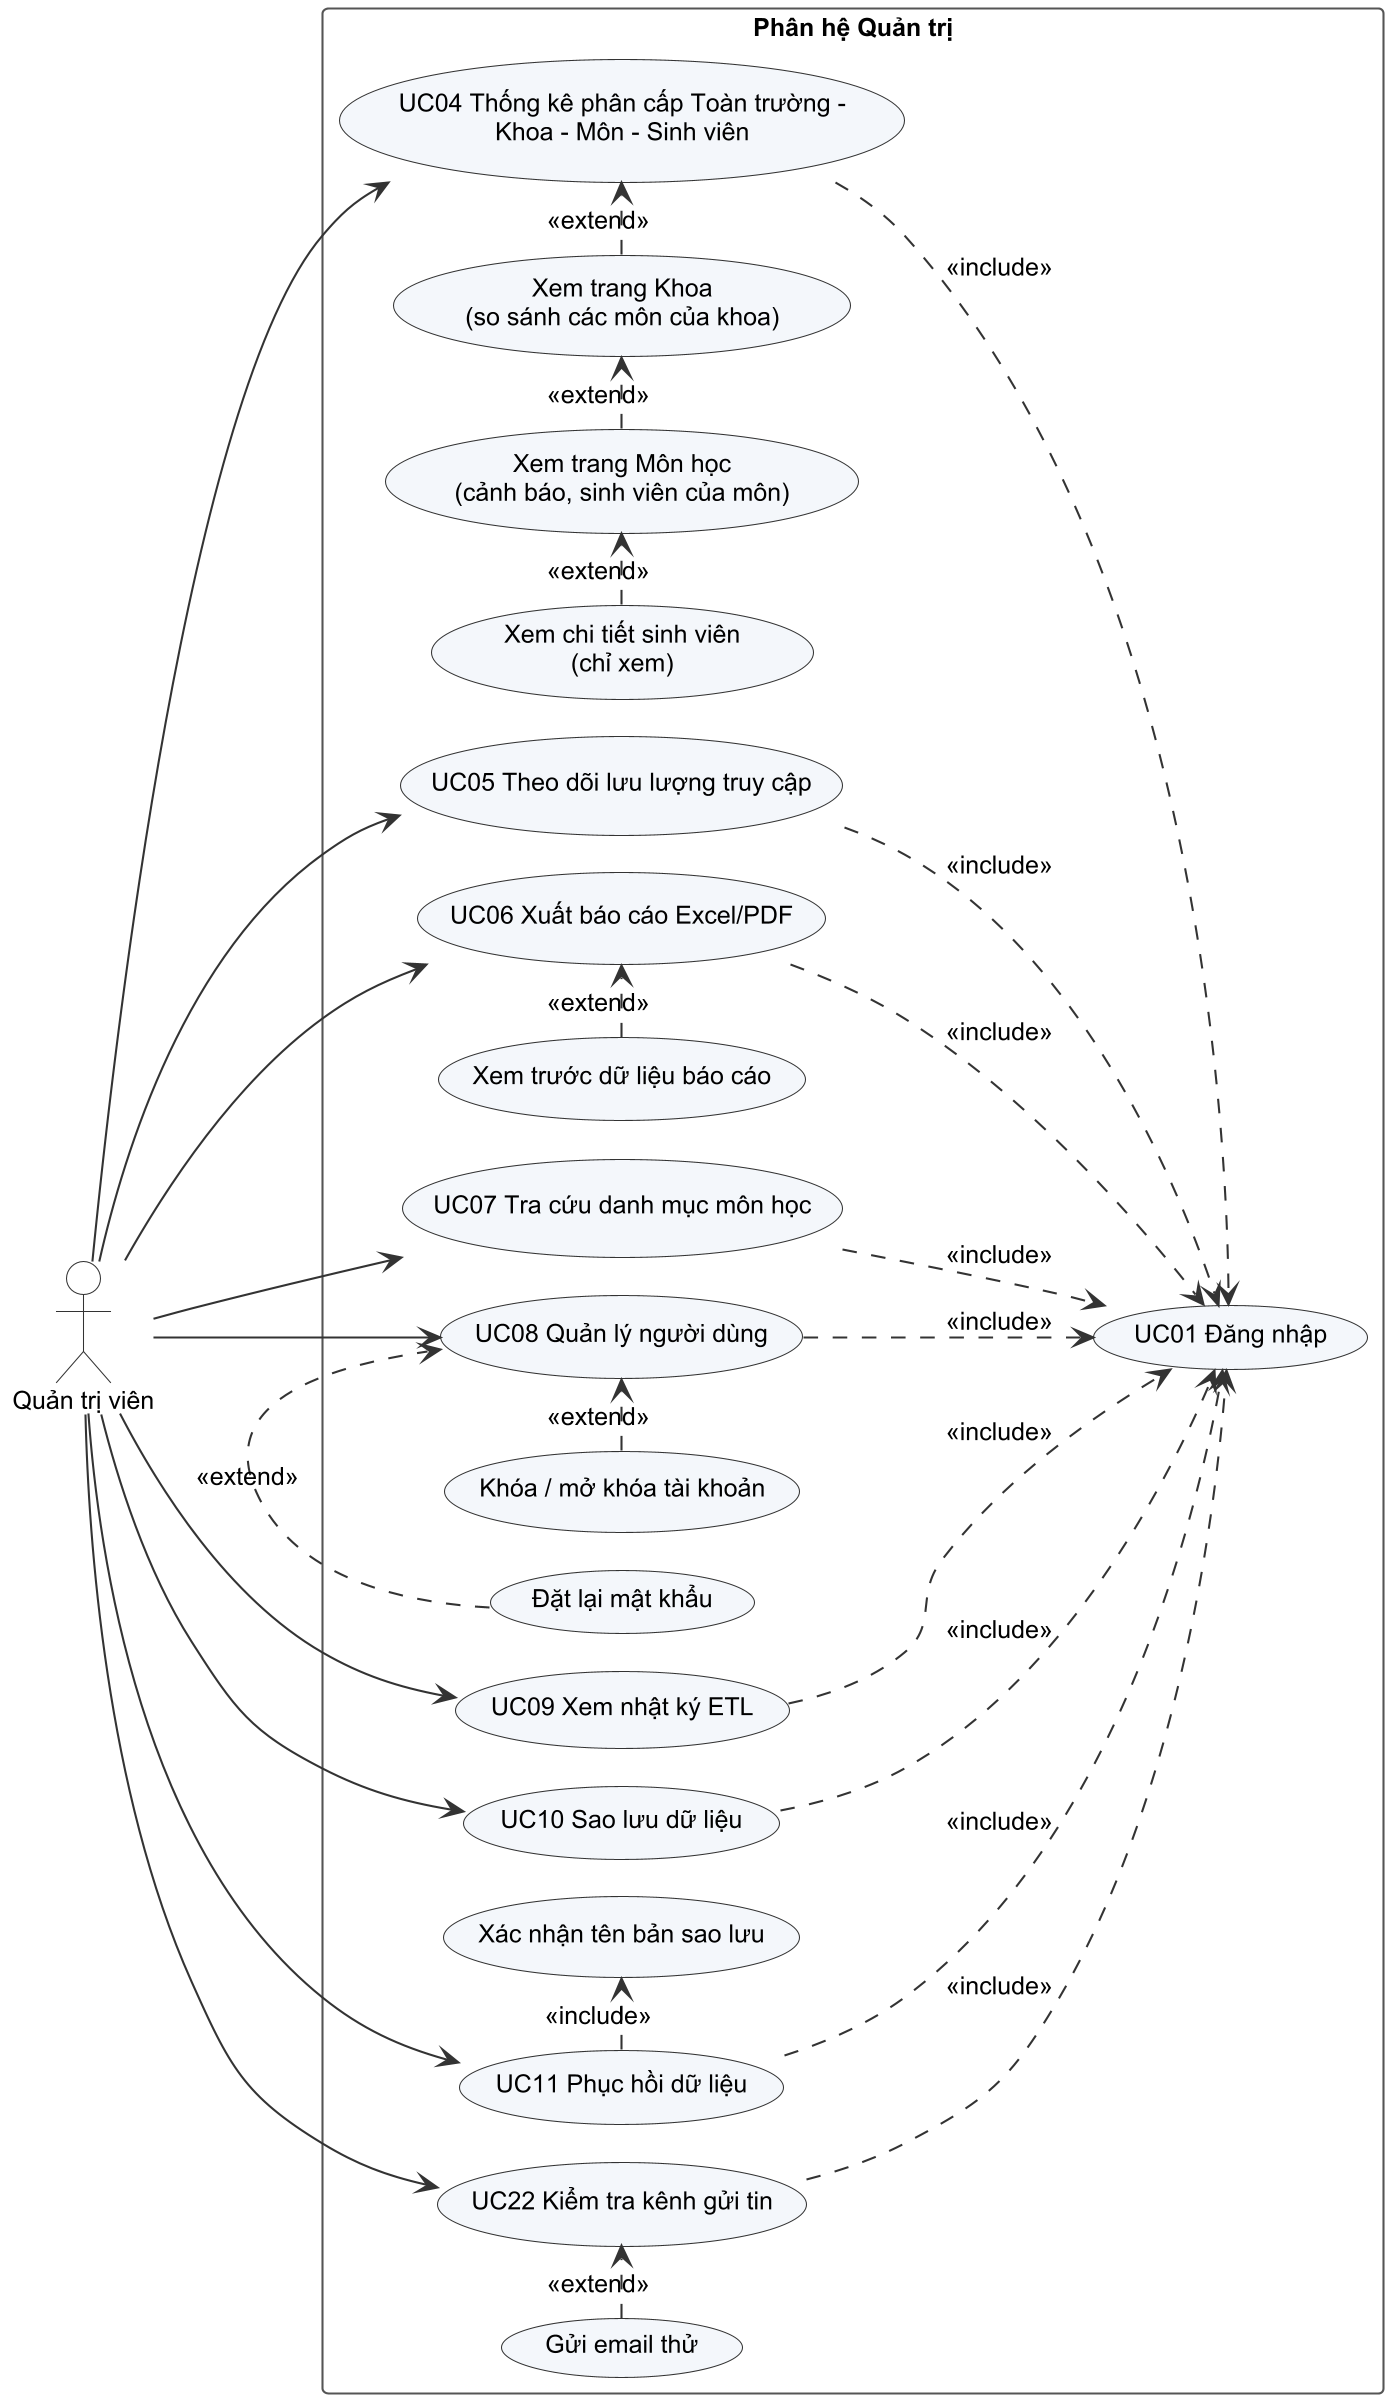 Phân hệ Quản trị
UC04 Thống kê phân cấp Toàn trường -
Khoa - Môn - Sinh viên
«extend»
«include»
Xem trang Khoa
(so sánh các môn của khoa)
«extend»
Xem trang Môn học
(cảnh báo, sinh viên của môn)
«extend»
Xem chi tiết sinh viên
(chỉ xem)
UC05 Theo dõi lưu lượng truy cập
«include»
UC06 Xuất báo cáo Excel/PDF
«extend»
«include»
Xem trước dữ liệu báo cáo
UC07 Tra cứu danh mục môn học
«include»
UC08 Quản lý người dùng
«include»
UC01 Đăng nhập
Quản trị viên
«extend»
«include»
«extend»
Khóa / mở khóa tài khoản
Đặt lại mật khẩu
«include»
UC09 Xem nhật ký ETL
UC10 Sao lưu dữ liệu
«include»
Xác nhận tên bản sao lưu
«include»
«include»
UC11 Phục hồi dữ liệu
UC22 Kiểm tra kênh gửi tin
«extend»
Gửi email thử